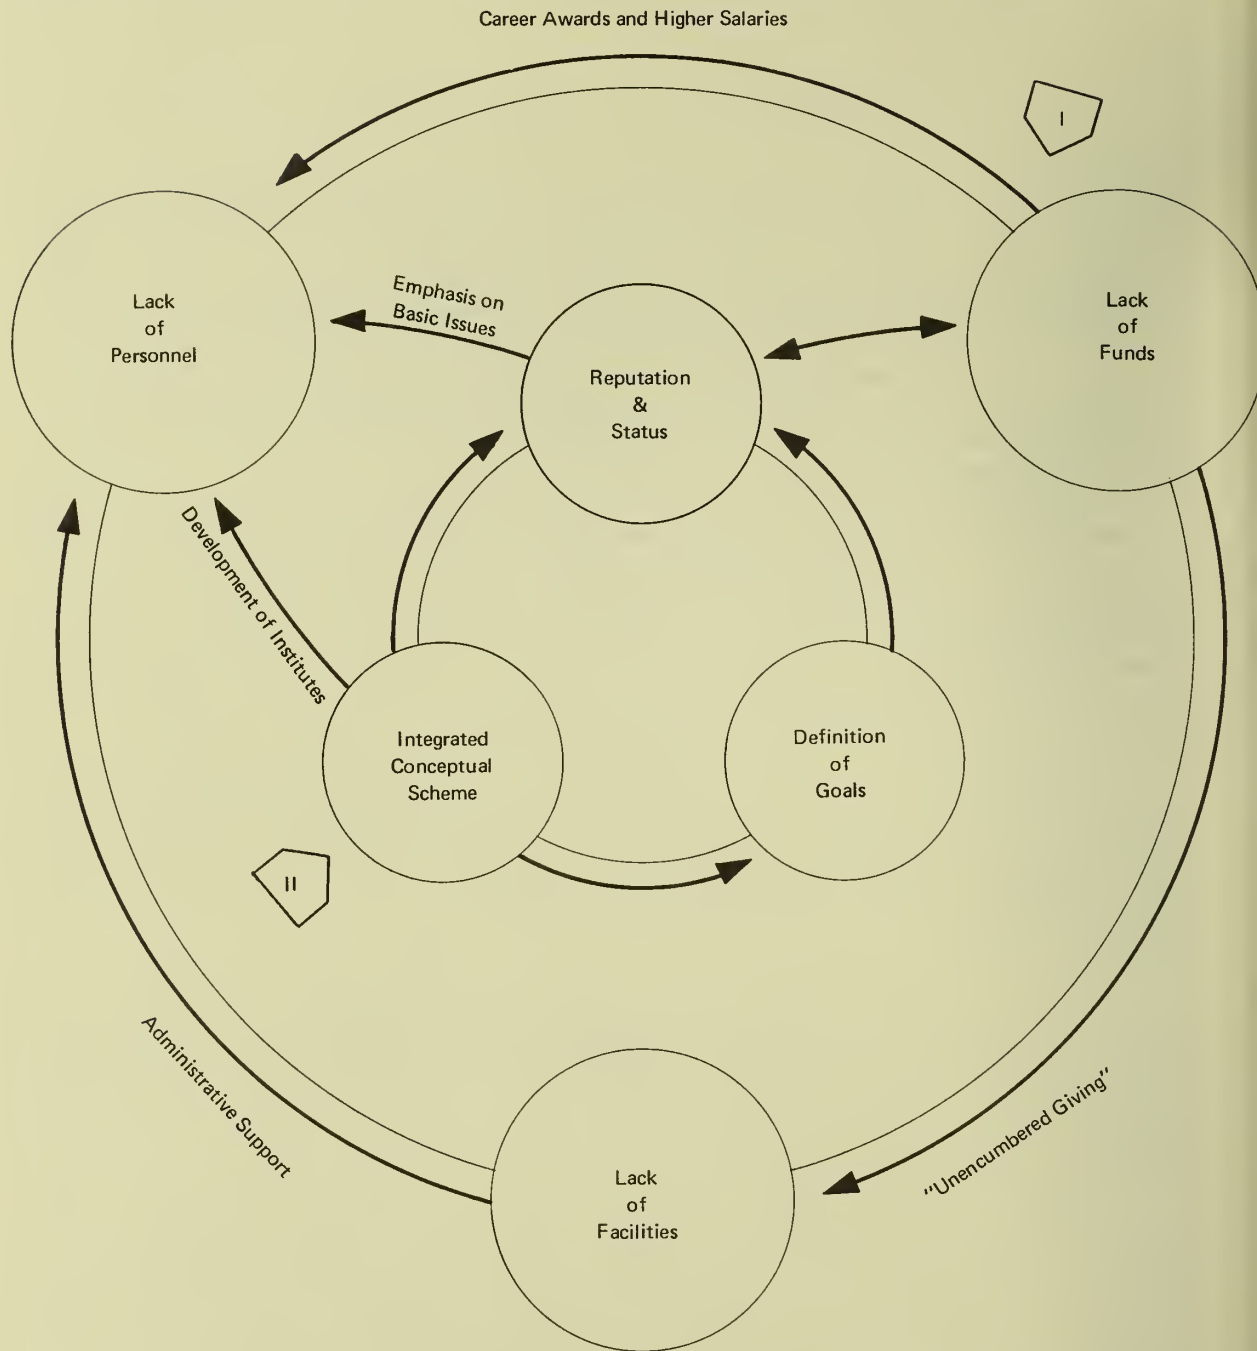 Career Awards and Higher Salaries
I
Lack
of
Personnel
Emphasis on
Basic Issues
Reputation
&
Status
Lack
of
Funds
Development of Institutes
Integrated
Conceptual
Scheme
Definition
of
Goals
II
Administrative Support
"Unencumbered Giving"
Lack
of
Facilities